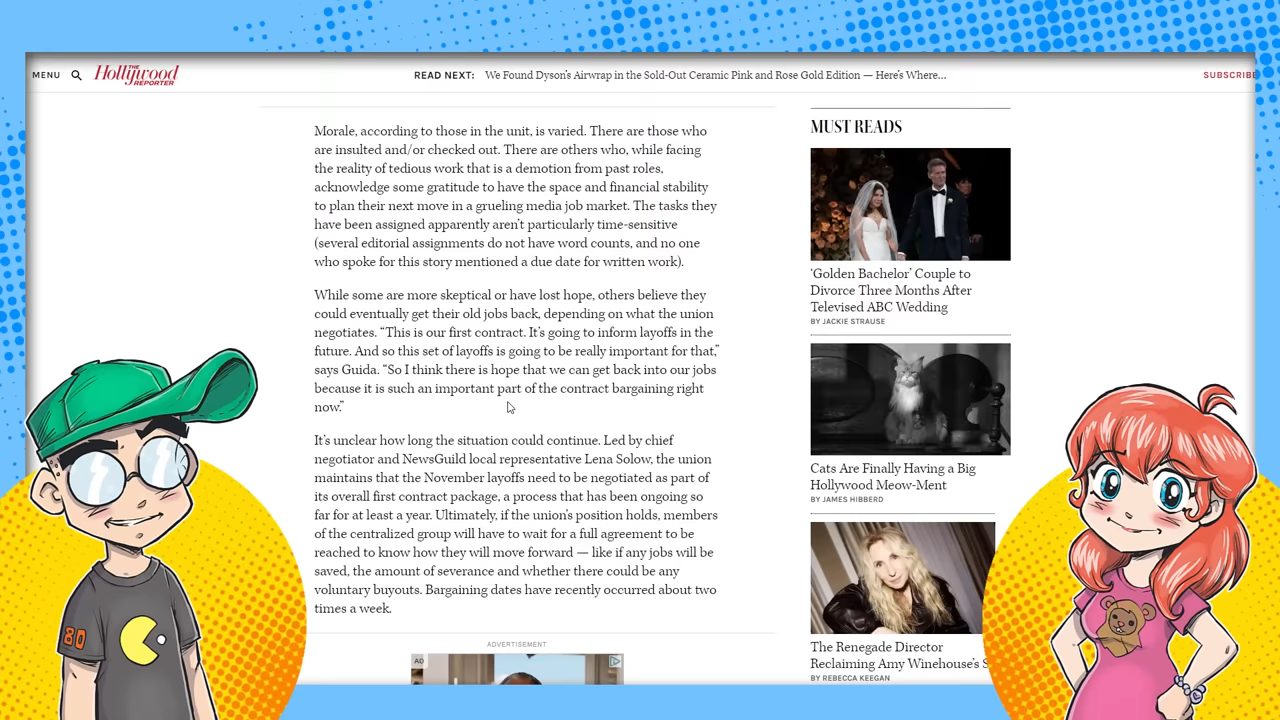 MENU
THE
Hollywood
REPORTER
READ NEXT: We Found Dyson's Airwrap in the Sold-Out Ceramic Pink and Rose Gold Edition — Here's Where...
SUBSCRIBE
Morale, according to those in the unit, is varied. There are those who
are insulted and/or checked out. There are others who, while facing
the reality of tedious work that is a demotion from past roles,
acknowledge some gratitude to have the space and financial stability
to plan their next move in a grueling media job market. The tasks they
have been assigned apparently aren't particularly time-sensitive
(several editorial assignments do not have word counts, and no one
who spoke for this story mentioned a due date for written work).
While some are more skeptical or have lost hope, others believe they
could eventually get their old jobs back, depending on what the union
negotiates. “This is our first contract. It's going to inform layoffs in the
future. And so this set of layoffs is going to be really important for that,”
says Guida. “So I think there is hope that we can get back into our jobs
because it is such an important part of the contract bargaining right
now.”
It's unclear how long the situation could continue. Led by chief
negotiator and NewsGuild local representative Lena Solow, the union
maintains that the November layoffs need to be negotiated as part of
its overall first contract package, a process that has been ongoing so
far for at least a year. Ultimately, if the union's position holds, members
of the centralized group will have to wait for a full agreement to be
reached to know how they will move forward — like if any jobs will be
saved, the amount of severance and whether there could be any
voluntary buyouts. Bargaining dates have recently occurred about two
times a week.
ADVERTISEMENT
AD
MUST READS
‘Golden Bachelor’ Couple to
Divorce Three Months After
Televised ABC Wedding
BY JACKIE STRAUSE
Cats Are Finally Having a Big
Hollywood Meow-Ment
BY JAMES HIBBERD
The Renegade Director
Reclaiming Amy Winehouse's S
BY REBECCA KEEGAN
80